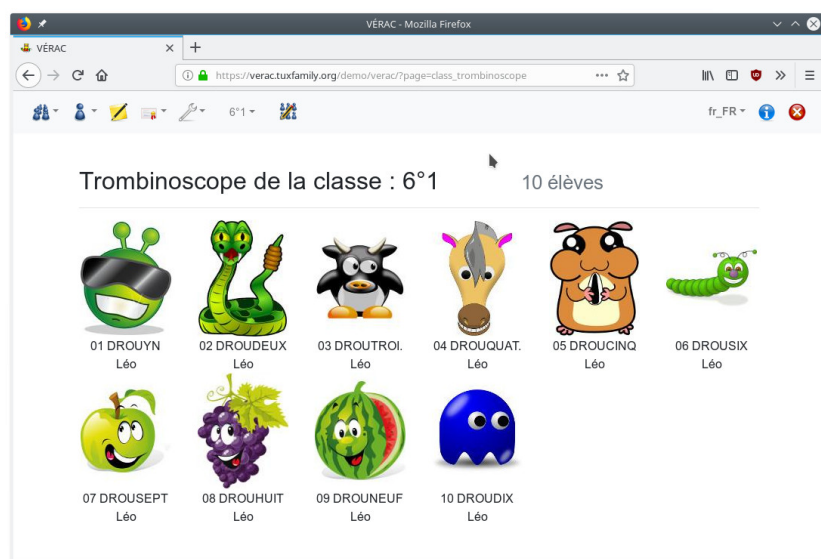 VÉRAC - Mozilla Firefox
VÉRAC
https://verac.tuxfamily.org/demo/verac/?page=class_trombinoscope
6°1
fr_FR
Trombinoscope de la classe : 6°1
10 élèves
01 DROUYN
Léo
02 DROUDEUX
Léo
03 DROUTROI.
Léo
04 DROUQUAT.
Léo
05 DROUCINQ
Léo
06 DROUSIX
Léo
07 DROUSEPT
Léo
08 DROUHUIT
Léo
09 DROUNEUF
Léo
10 DROUDIX
Léo